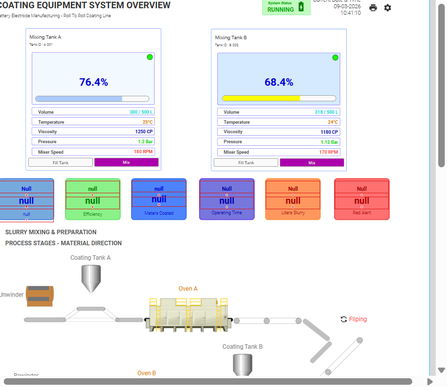 COATING EQUIPMENT SYSTEM OVERVIEW
System Status
RUNNING
09-03-2026
10:41:10
Battery Electrode Manufacturing - Roll To Roll Coating Line
Mixing Tank A
76.4%
Volume
Temperature 25°C
Viscosity 1250 CP
Pressure 1.2 Bar
Mixer Speed 180 RPM
Fill Tank Mix
Mixing Tank B
68.4%
Volume
Temperature 24°C
Viscosity 1180 CP
Pressure 1.12 Bar
Mixer Speed 170 RPM
Fill Tank Mix
Null
null
null
Null
null
Efficiency
Null
null
Meters Coated
Null
null
Operating Time
Null
null
Liters Slurry
Null
null
Red Alert
SLURRY MIXING & PREPARATION
PROCESS STAGES - MATERIAL DIRECTION
Coating Tank A
Unwinder
Oven A
Fliping
Coating Tank B
Oven B